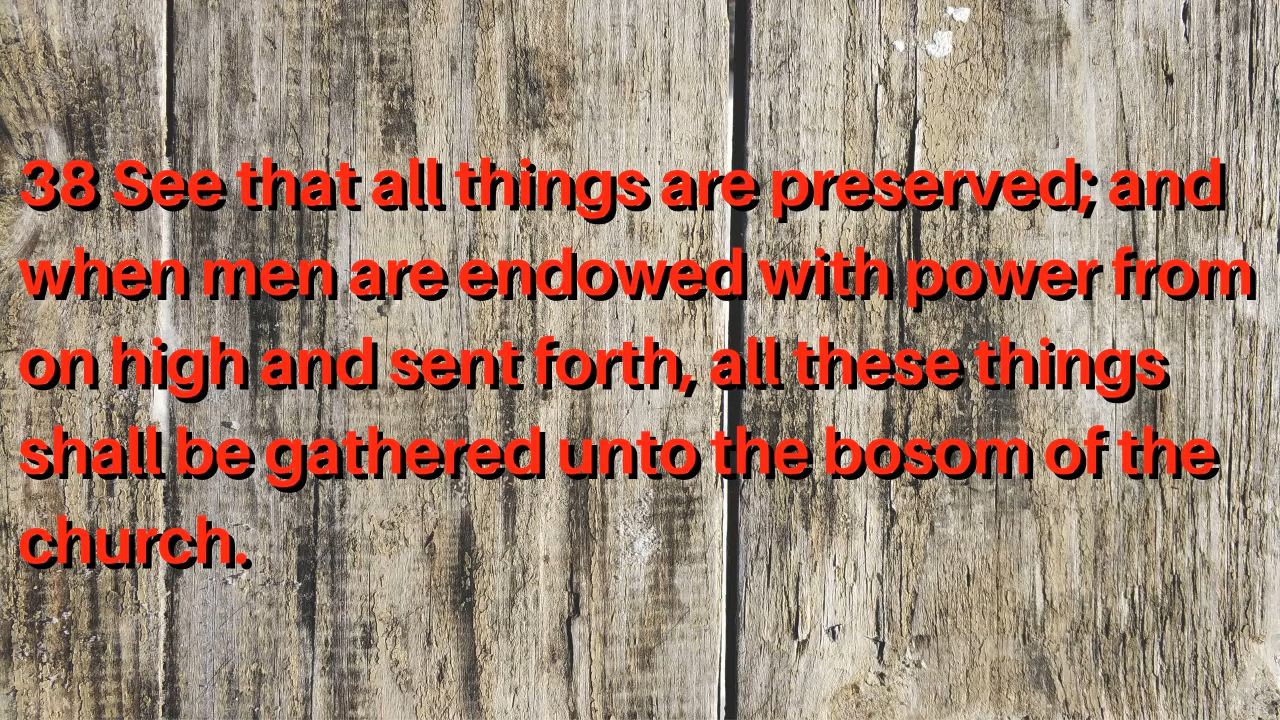 38 See that all things are preserved; and
when men are endowed with power from
on high and sent forth, all these things
shall be gathered unto the bosom of the
church.